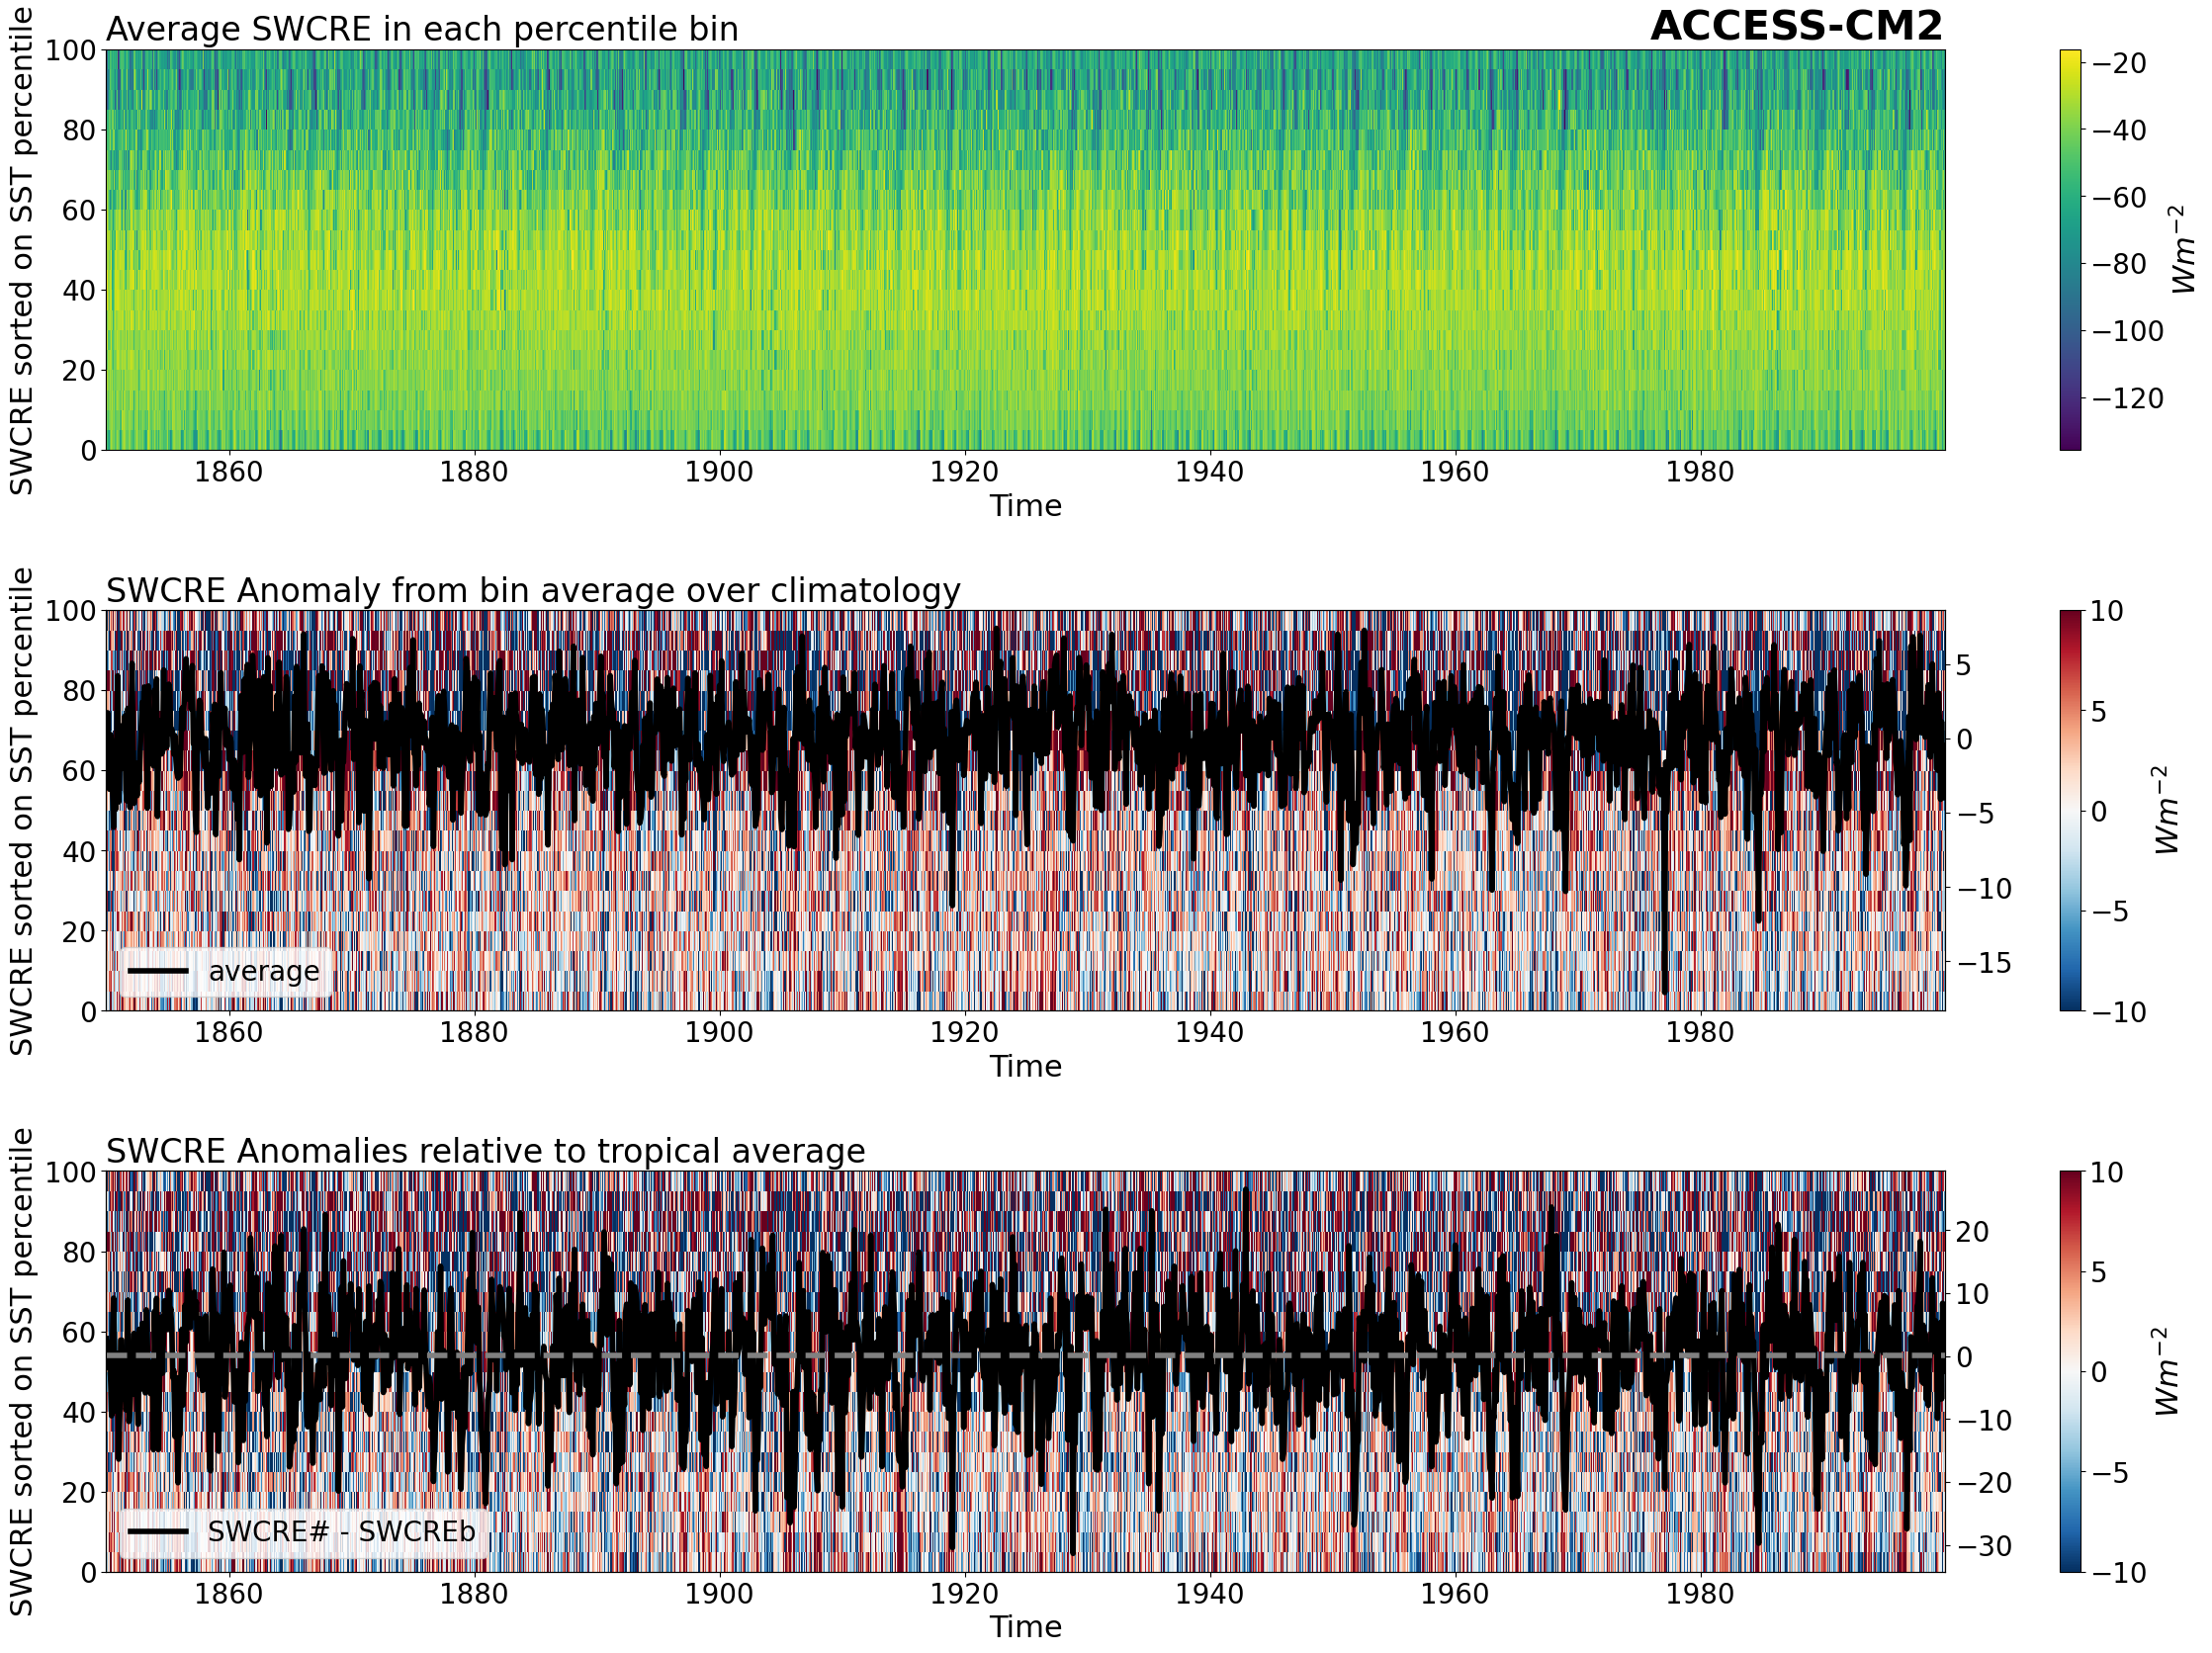 Average SWCRE in each percentile bin
ACCESS-CM2
SWCRE sorted on SST percentile
100
80
60
40
20
0
1860 1880 1900 1920 1940 1960 1980
Time
−20
−40
−60
−80
−100
−120
Wm⁻²
SWCRE Anomaly from bin average over climatology
SWCRE sorted on SST percentile
100
80
60
40
20
0
average
1860 1880 1900 1920 1940 1960 1980
Time
5
0
−5
−10
−15
10
5
0
−5
−10
Wm⁻²
SWCRE Anomalies relative to tropical average
SWCRE sorted on SST percentile
100
80
60
40
20
0
SWCRE# - SWCREb
1860 1880 1900 1920 1940 1960 1980
Time
20
10
0
−10
−20
−30
10
5
0
−5
−10
Wm⁻²